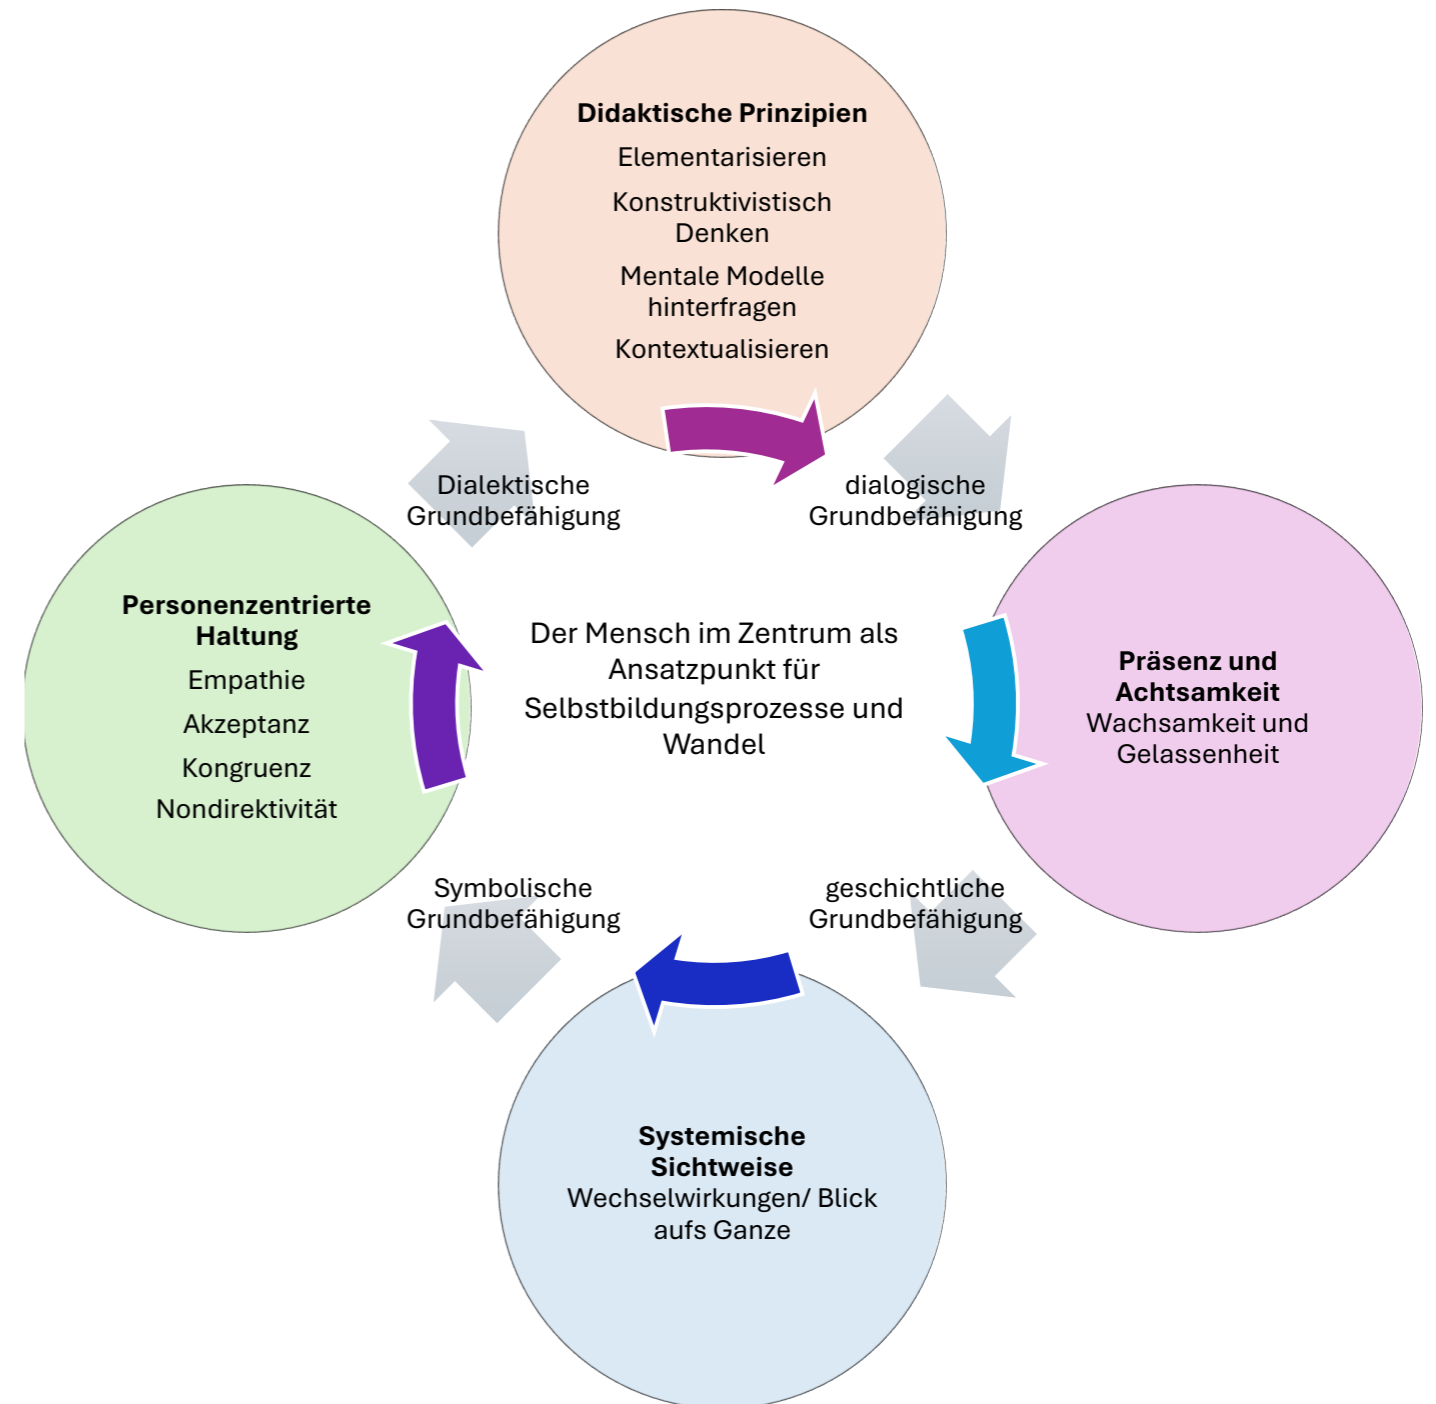 Didaktische Prinzipien
Elementarisieren
Konstruktivistisch
Denken
Mentale Modelle
hinterfragen
Kontextualisieren
Dialektische
Grundbefähigung
dialogische
Grundbefähigung
Personenzentrierte
Haltung
Empathie
Akzeptanz
Kongruenz
Nondirektivität
Der Mensch im Zentrum als
Ansatzpunkt für
Selbstbildungsprozesse und
Wandel
Präsenz und
Achtsamkeit
Wachsamkeit und
Gelassenheit
Symbolische
Grundbefähigung
geschichtliche
Grundbefähigung
Systemische
Sichtweise
Wechselwirkungen/ Blick
aufs Ganze